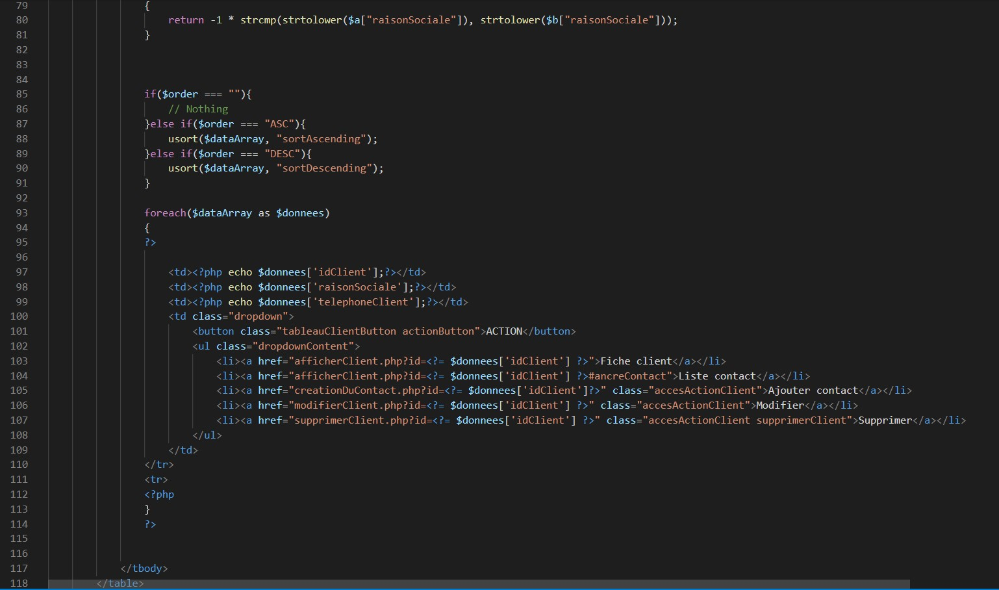 79 {
80 return -1 * strcmp(strtolower($a["raisonSociale"]), strtolower($b["raisonSociale"]));
81 }
82
83
84
85 if($order === ""){
86 // Nothing
87 }else if($order === "ASC"){
88 usort($dataArray, "sortAscending");
89 }else if($order === "DESC"){
90 usort($dataArray, "sortDescending");
91 }
92
93 foreach($dataArray as $donnees)
94 {
95 ?>
96
97 <td><?php echo $donnees['idClient'];?></td>
98 <td><?php echo $donnees['raisonSociale'];?></td>
99 <td><?php echo $donnees['telephoneClient'];?></td>
100 <td class="dropdown">
101 <button class="tableauClientButton actionButton">ACTION</button>
102 <ul class="dropdownContent">
103 <li><a href="afficherClient.php?id=<?= $donnees['idClient'] ?>">Fiche client</a></li>
104 <li><a href="afficherClient.php?id=<?= $donnees['idClient'] ?>#ancreContact">Liste contact</a></li>
105 <li><a href="creationDuContact.php?id=<?= $donnees['idClient']?>" class="accesActionClient">Ajouter contact</a></li>
106 <li><a href="modifierClient.php?id=<?= $donnees['idClient'] ?>" class="accesActionClient">Modifier</a></li>
107 <li><a href="supprimerClient.php?id=<?= $donnees['idClient'] ?>" class="accesActionClient supprimerClient">Supprimer</a></li>
108 </ul>
109 </td>
110 </tr>
111 <tr>
112 <?php
113 }
114 ?>
115
116
117 </tbody>
118 </table>